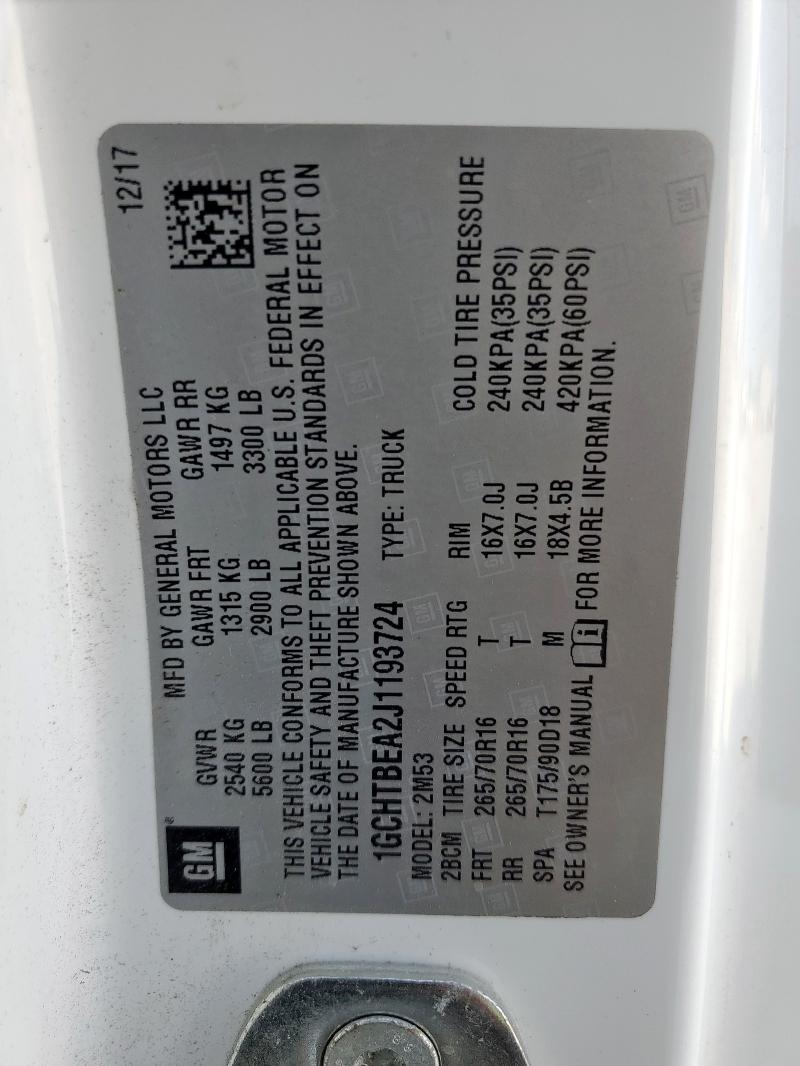 MFD BY GENERAL MOTORS LLC
12/17
GM
GVWR GAWR FRT GAWR RR
2540 KG 1315 KG 1497 KG
5600 LB 2900 LB 3300 LB
THIS VEHICLE CONFORMS TO ALL APPLICABLE U.S. FEDERAL MOTOR
VEHICLE SAFETY AND THEFT PREVENTION STANDARDS IN EFFECT ON
THE DATE OF MANUFACTURE SHOWN ABOVE.
1GCHTBEA2J1193724 TYPE: TRUCK
MODEL: 2M53
2BCM TIRE SIZE SPEED RTG RIM COLD TIRE PRESSURE
FRT 265/70R16 T 16X7.0J 240KPA(35PSI)
RR 265/70R16 T 16X7.0J 240KPA(35PSI)
SPA T175/90D18 M 18X4.5B 420KPA(60PSI)
SEE OWNER'S MANUAL i FOR MORE INFORMATION.